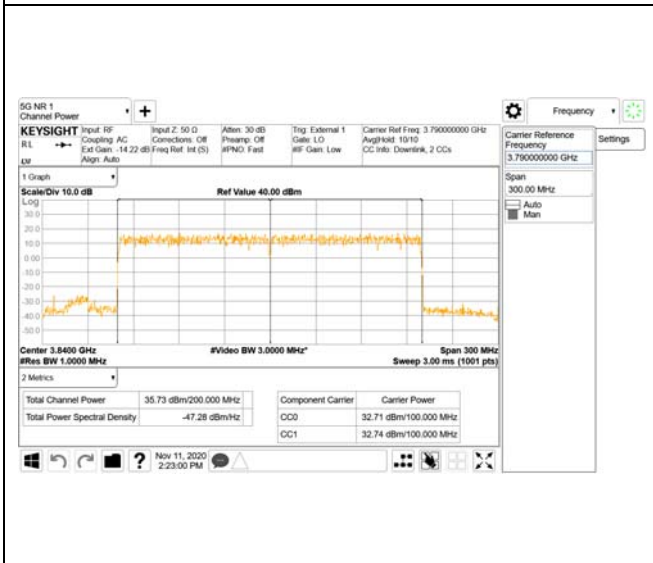 5G NR 1
Channel Power
+
Frequency
KEYSIGHT
RL
Input: RF
Coupling: AC
Ext Gain: -14.22 dB
Align: Auto
Input Z: 50 Ω
Corrections: Off
Freq Ref: Int (S)
Atten: 30 dB
Preamp: Off
#PNO: Fast
Trig: External 1
Gate: LO
#IF Gain: Low
Carrier Ref Freq: 3.790000000 GHz
Avg|Hold: 10/10
CC Info: Downlink, 2 CCs
Carrier Reference
Frequency
3.790000000 GHz
Settings
Span
300.00 MHz
Auto
Man
1 Graph
Scale/Div 10.0 dB
Ref Value 40.00 dBm
Log
30.0
20.0
10.0
0.00
-10.0
-20.0
-30.0
-40.0
-50.0
Center 3.8400 GHz
#Video BW 3.0000 MHz*
Span 300 MHz
#Res BW 1.0000 MHz
Sweep 3.00 ms (1001 pts)
2 Metrics
Total Channel Power 35.73 dBm/200.000 MHz
Total Power Spectral Density -47.28 dBm/Hz
Component Carrier Carrier Power
CC0 32.71 dBm/100.000 MHz
CC1 32.74 dBm/100.000 MHz
?
Nov 11, 2020
2:23:00 PM